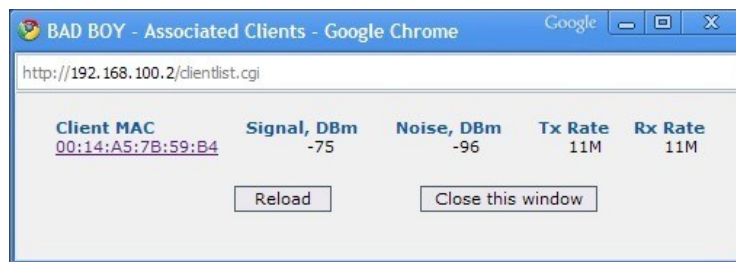 BAD BOY - Associated Clients - Google Chrome Google
http://192.168.100.2/clientlist.cgi
Client MAC Signal, DBm Noise, DBm Tx Rate Rx Rate
00:14:A5:7B:59:B4 -75 -96 11M 11M
Reload Close this window